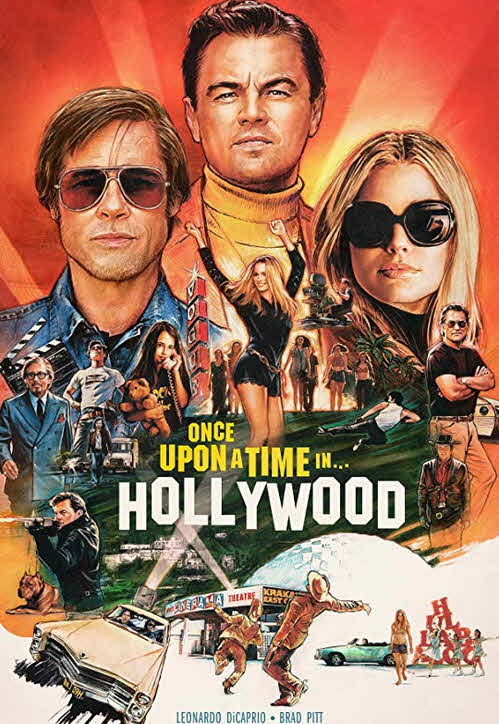 ONCE
UPON A TIME IN...
HOLLYWOOD
CINERAMA THEATRE
LEONARDO DiCAPRIO • BRAD PITT